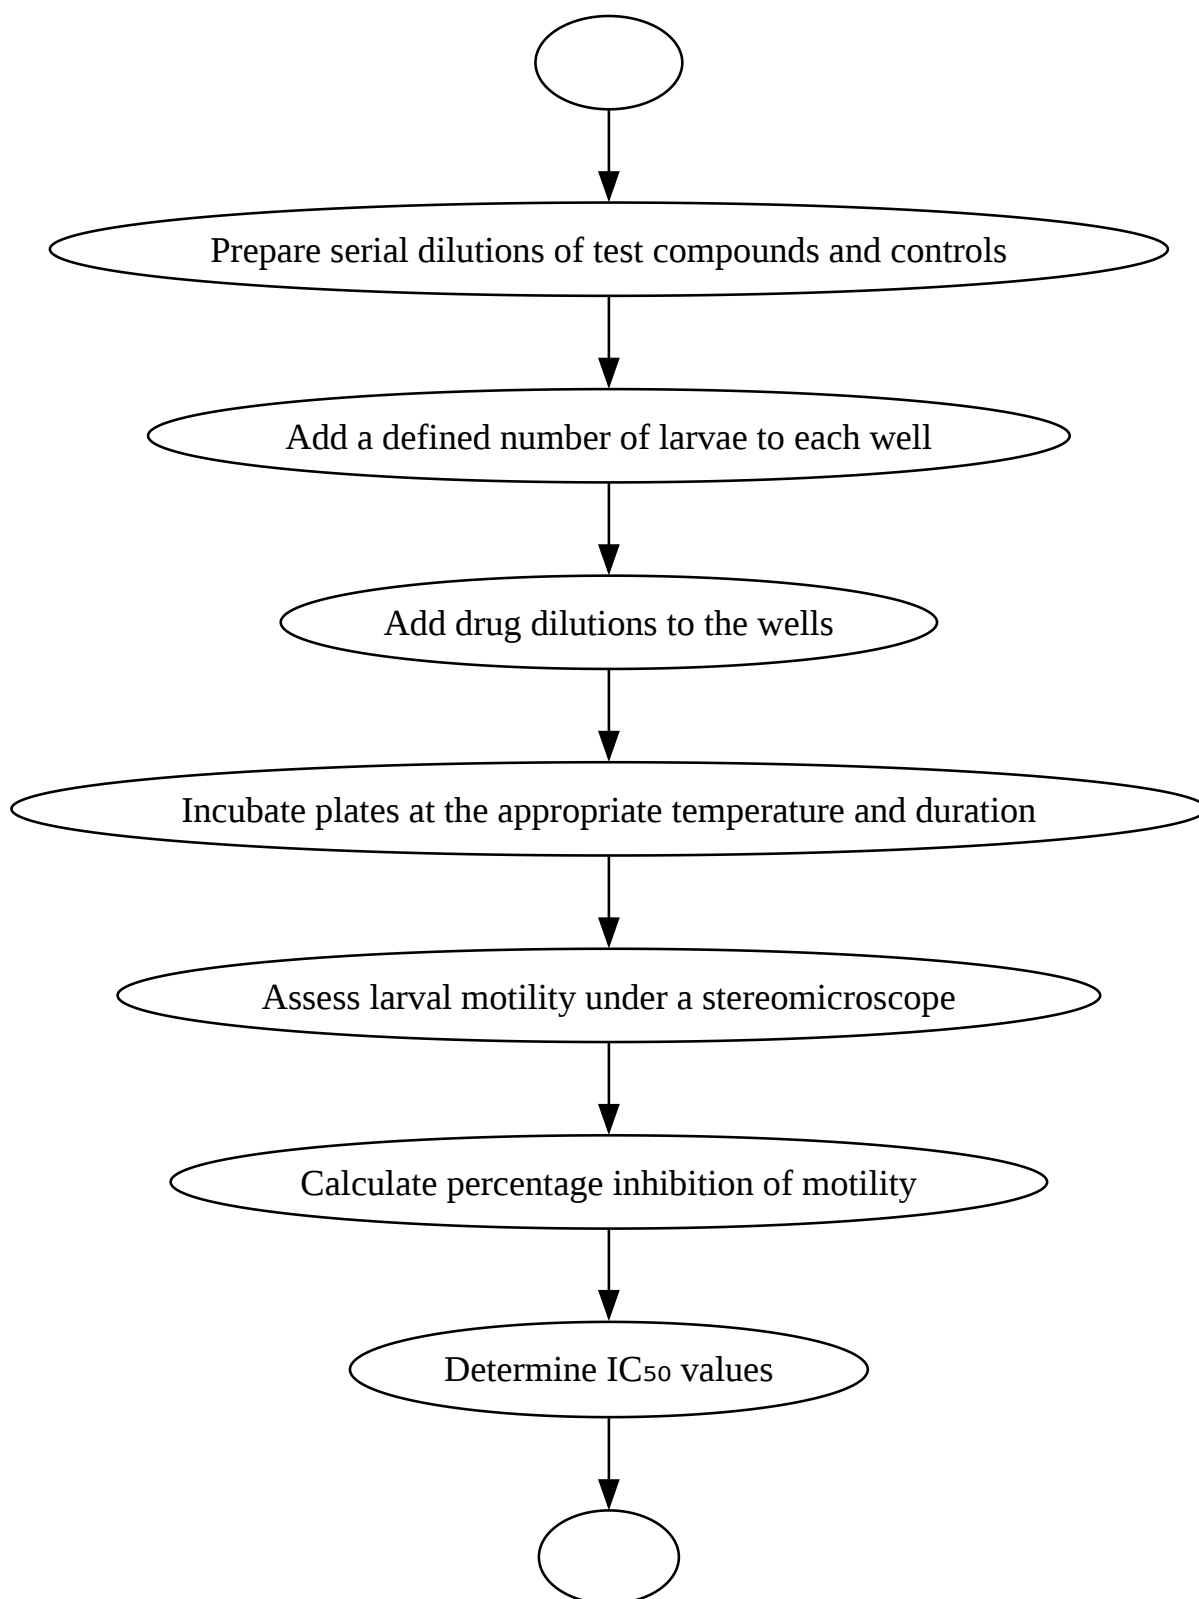 Prepare serial dilutions of test compounds and controls
Add a defined number of larvae to each well
Add drug dilutions to the wells
Incubate plates at the appropriate temperature and duration
Assess larval motility under a stereomicroscope
Calculate percentage inhibition of motility
Determine IC₅₀ values